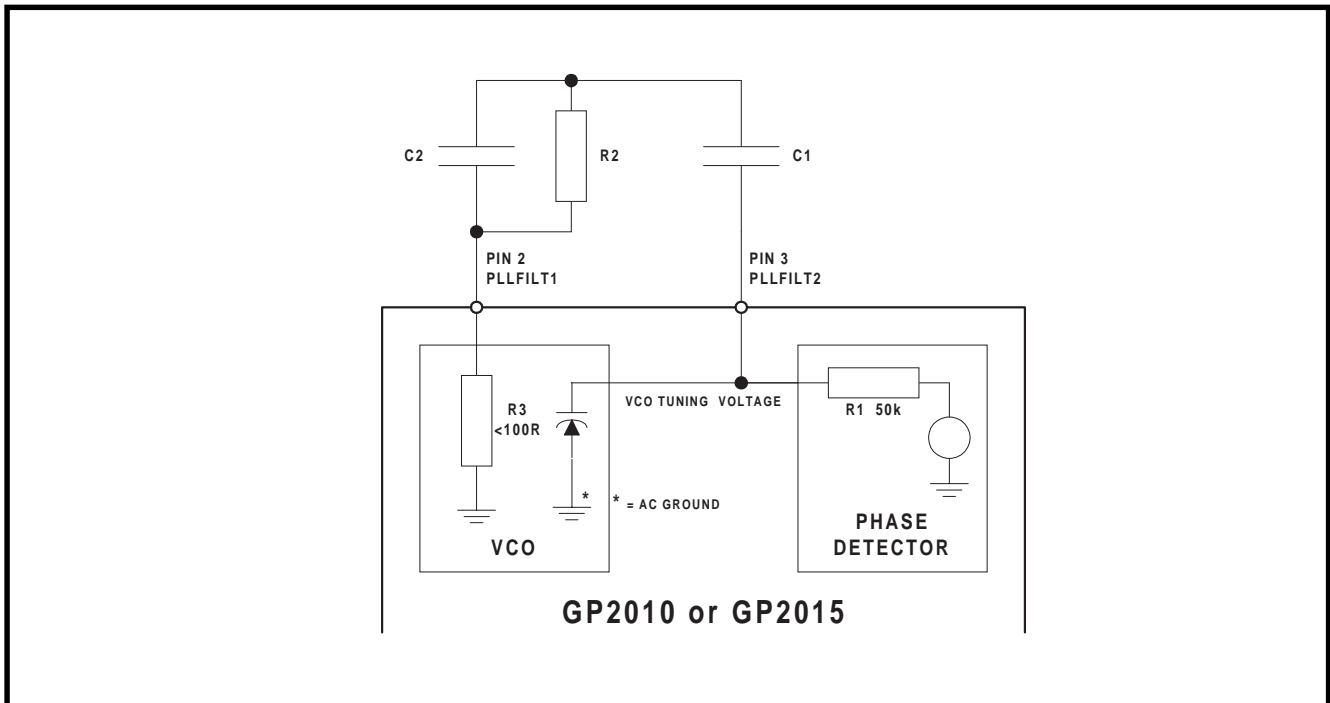 C2
R2
C1
PIN 2
PLLFILT1
PIN 3
PLLFILT2
R3
<100R
VCO TUNING VOLTAGE
R1 50k
*
* = AC GROUND
VCO
PHASE
DETECTOR
GP2010 or GP2015